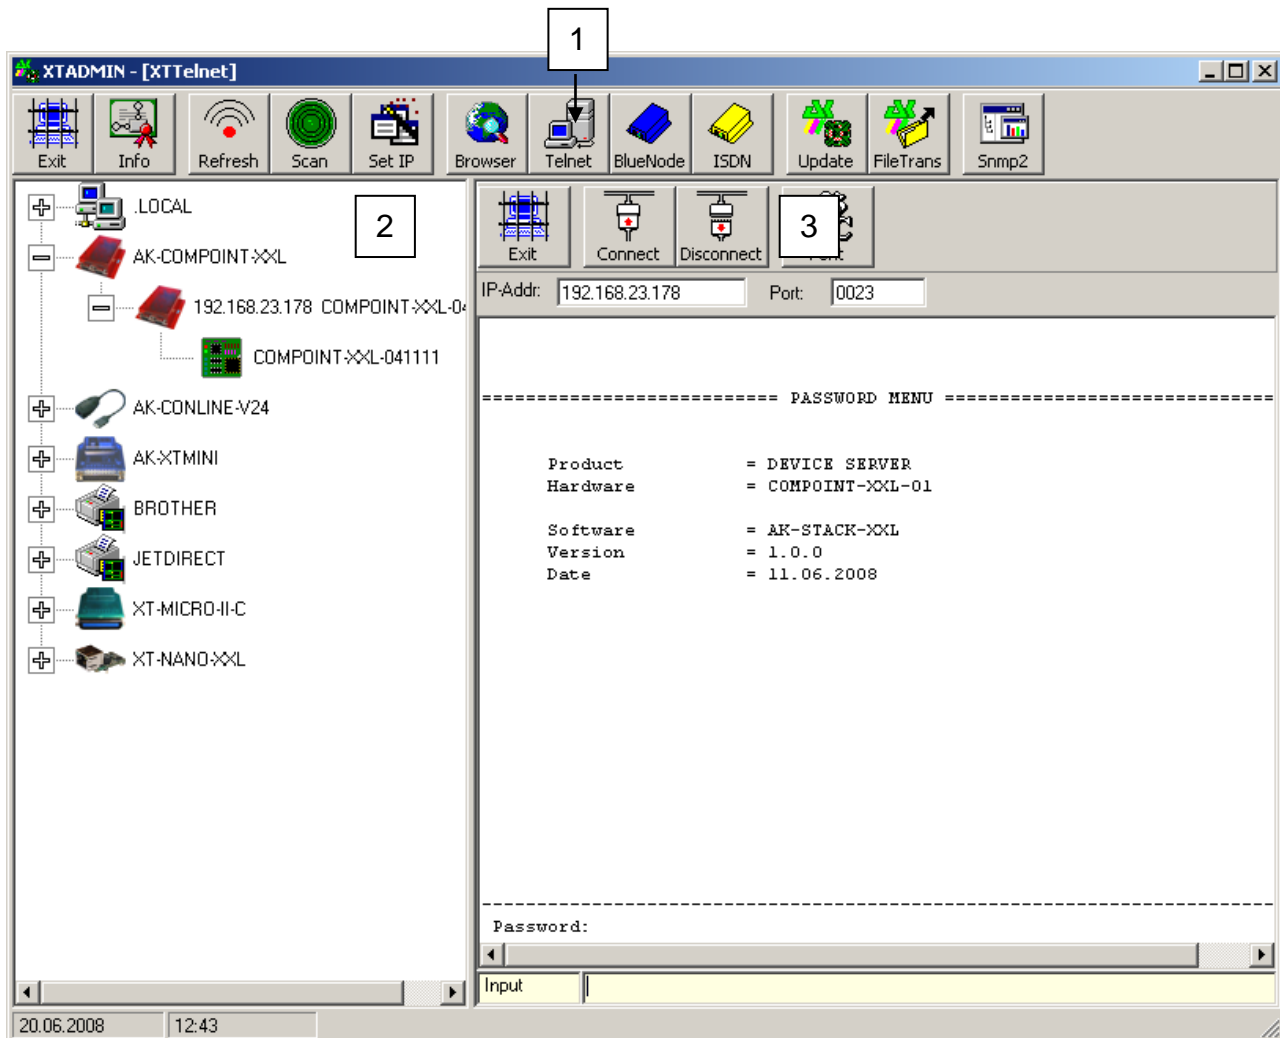 1
XTADMIN - [XTTelnet]
Exit Info Refresh Scan Set IP Browser Telnet BlueNode ISDN Update FileTrans Snmp2
.LOCAL
2
AK-COMPOINT-XXL
192.168.23.178 COMPOINT-XXL-04
COMPOINT-XXL-041111
AK-CONLINE-V24
AK-XTMINI
BROTHER
JETDIRECT
XT-MICRO-II-C
XT-NANO-XXL
3
Exit Connect Disconnect
IP-Addr: 192.168.23.178 Port: 0023
=========================== PASSWORD MENU ==============================
Product = DEVICE SERVER
Hardware = COMPOINT-XXL-01
Software = AK-STACK-XXL
Version = 1.0.0
Date = 11.06.2008
Password:
Input
20.06.2008 12:43